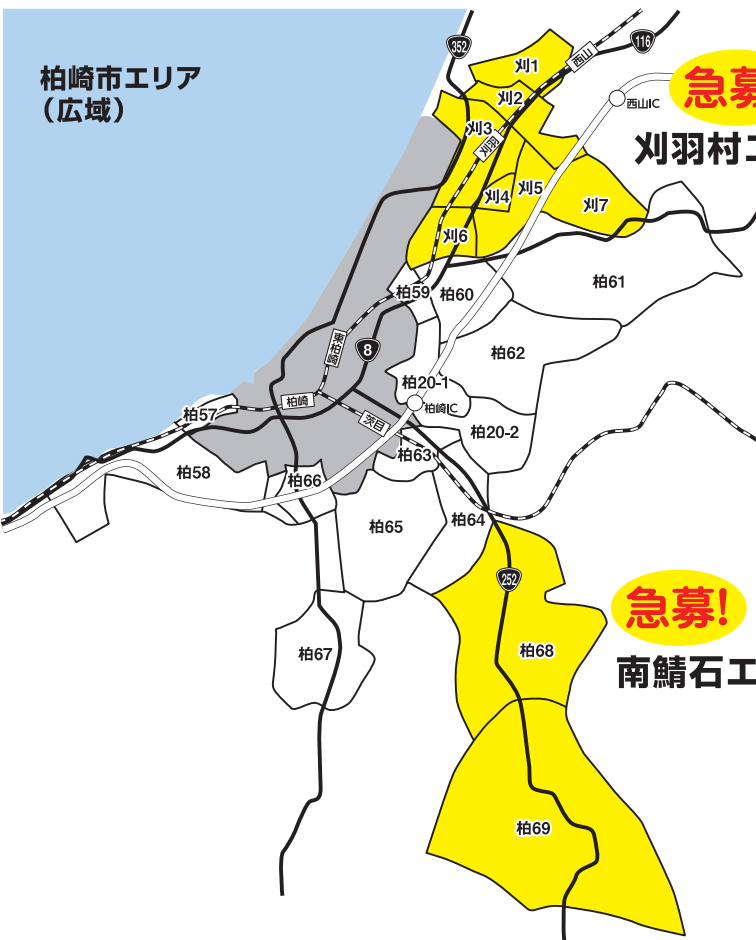 柏崎市エリア
（広域）
352
116
西山
刈1
刈2
西山IC
急募
刈3
刈羽
刈羽村エ
刈4
刈5
刈7
刈6
柏59
柏60
柏61
東柏崎
8
柏62
柏20-1
柏崎
柏崎IC
柏57
茨目
柏20-2
柏63
柏58
柏66
柏65
柏64
252
急募!
柏67
柏68
南鯖石エ
柏69